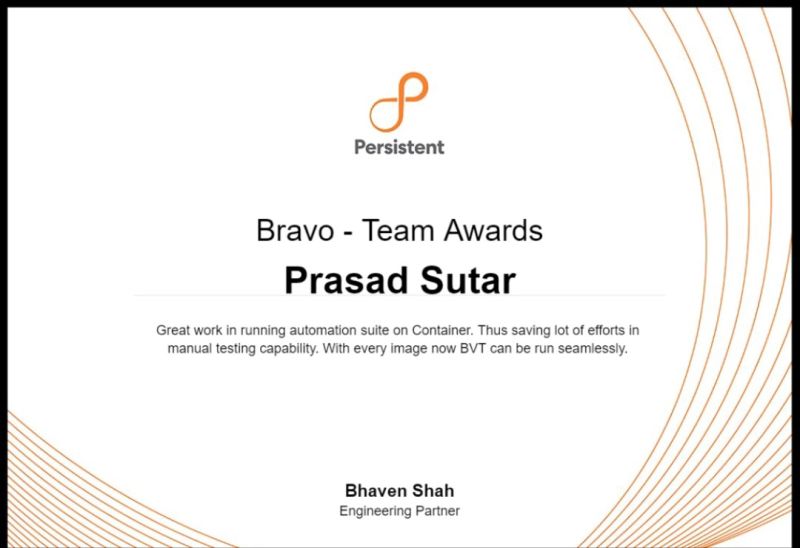 Persistent
Bravo - Team Awards
Prasad Sutar
Great work in running automation suite on Container. Thus saving lot of efforts in
manual testing capability. With every image now BVT can be run seamlessly.
Bhaven Shah
Engineering Partner